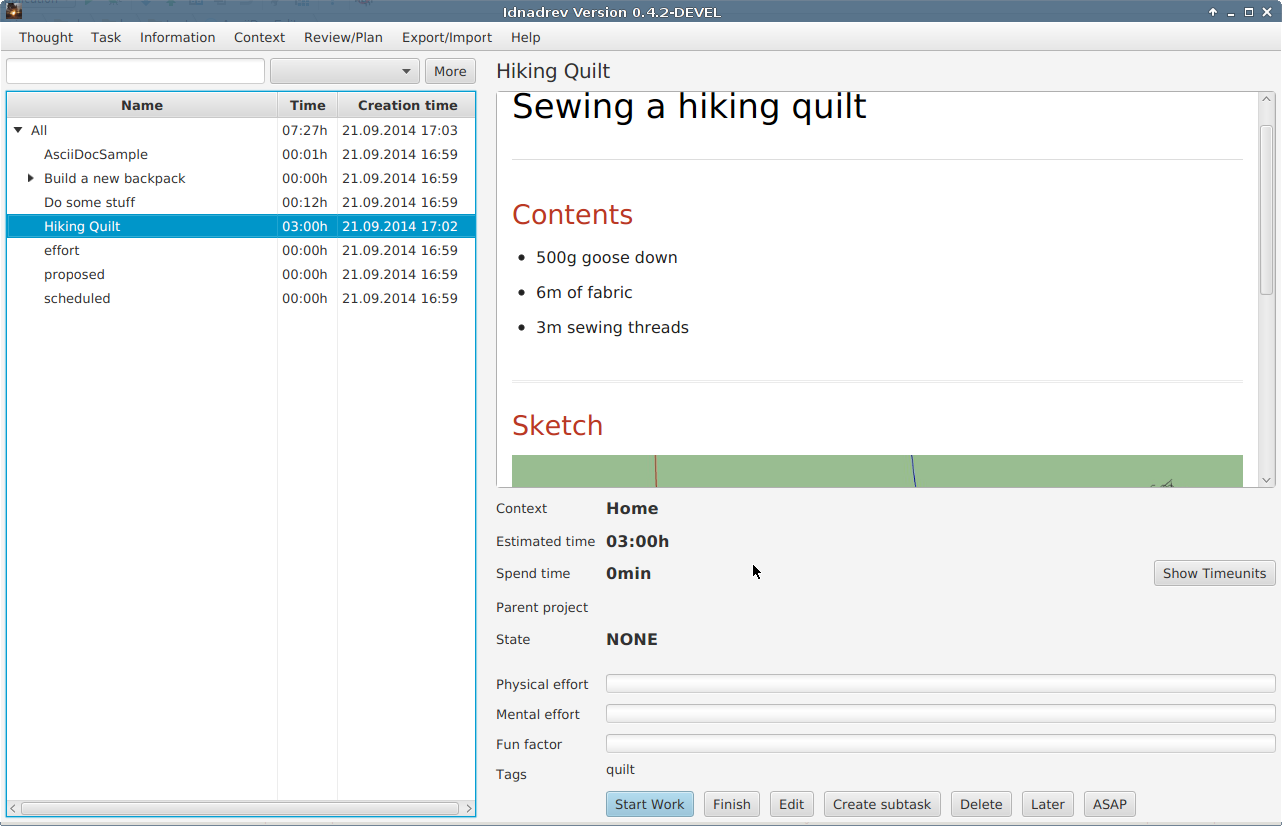 Idnadrev Version 0.4.2-DEVEL
Thought Task Information Context Review/Plan Export/Import Help
More
Name Time Creation time
All 07:27h 21.09.2014 17:03
AsciiDocSample 00:01h 21.09.2014 16:59
Build a new backpack 00:00h 21.09.2014 16:59
Do some stuff 00:12h 21.09.2014 16:59
Hiking Quilt 03:00h 21.09.2014 17:02
effort 00:00h 21.09.2014 16:59
proposed 00:00h 21.09.2014 16:59
scheduled 00:00h 21.09.2014 16:59
Hiking Quilt
Sewing a hiking quilt
Contents
500g goose down
6m of fabric
3m sewing threads
Sketch
Context Home
Estimated time 03:00h
Spend time 0min Show Timeunits
Parent project
State NONE
Physical effort
Mental effort
Fun factor
Tags quilt
Start Work Finish Edit Create subtask Delete Later ASAP